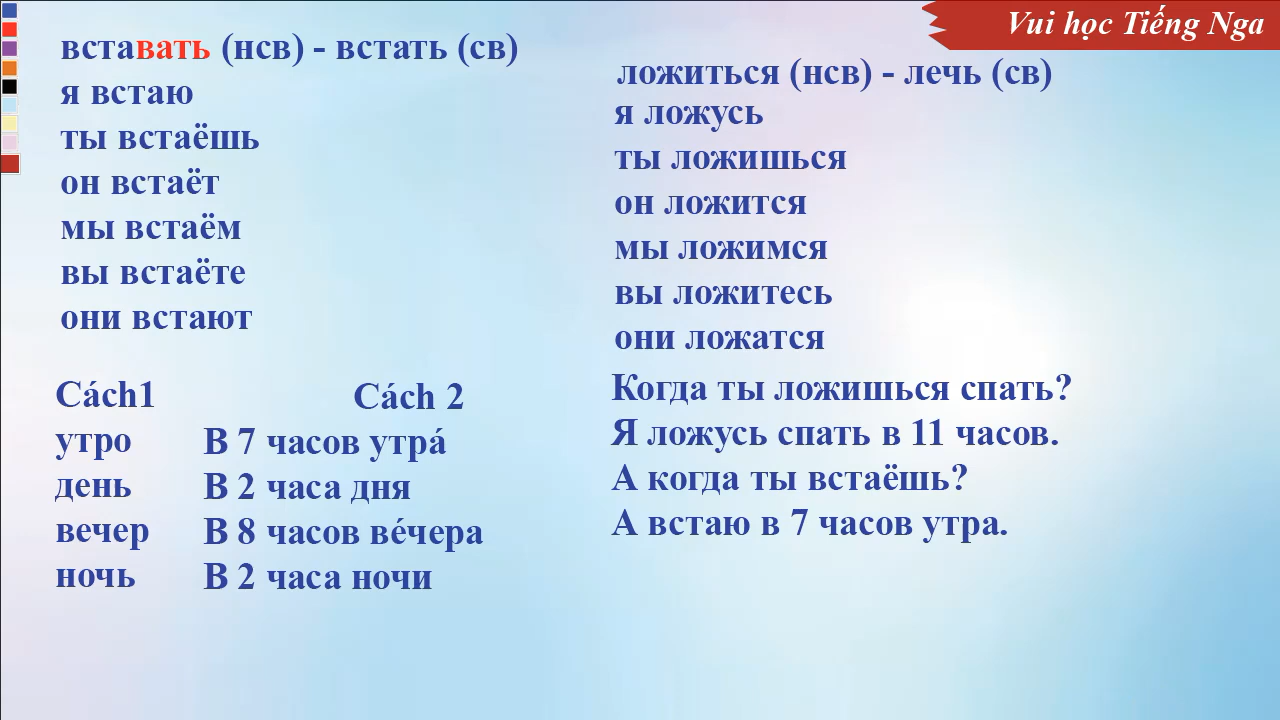 Vui học Tiếng Nga
вставать (нсв) - встать (св)
я встаю
ты встаёшь
он встаёт
мы встаём
вы встаёте
они встают
ложиться (нсв) - лечь (св)
я ложусь
ты ложишься
он ложится
мы ложимся
вы ложитесь
они ложатся
Cách1
утро
день
вечер
ночь
Cách 2
В 7 часов утрá
В 2 часа дня
В 8 часов вéчера
В 2 часа ночи
Когда ты ложишься спать?
Я ложусь спать в 11 часов.
А когда ты встаёшь?
А встаю в 7 часов утра.